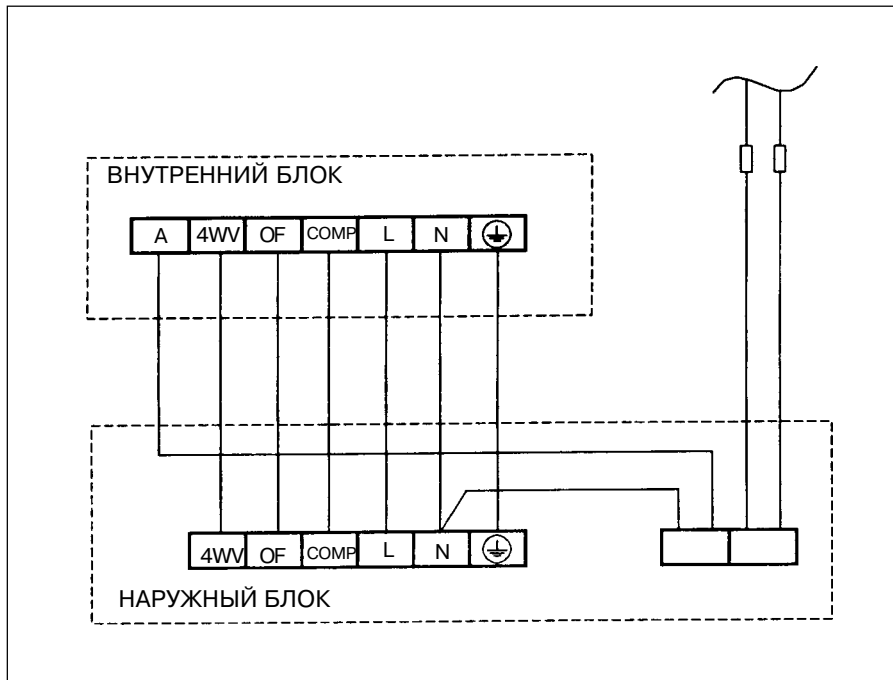 ВНУТРЕННИЙ БЛОК
A 4WV OF COMP L N
4WV OF COMP L N
НАРУЖНЫЙ БЛОК